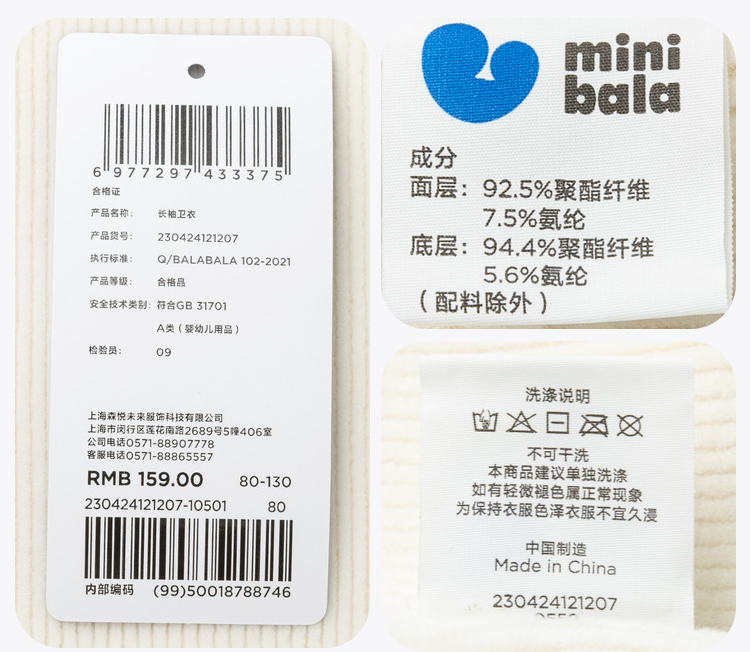 6 977297 433375
合格证
产品名称： 长袖卫衣
产品货号： 230424121207
执行标准： Q/BALABALA 102-2021
产品等级： 合格品
安全技术类别： 符合GB 31701
A类（婴幼儿用品）
检验员： 09
上海森悦未来服饰科技有限公司
上海市闵行区莲花南路2689号5幢406室
公司电话0571-88907778
客服电话0571-88865557
RMB 159.00 80-130
230424121207-10501 80
内部编码 (99)50018788746
mini
bala
成分
面层：92.5%聚酯纤维
7.5%氨纶
底层：94.4%聚酯纤维
5.6%氨纶
（配料除外）
洗涤说明
不可干洗
本商品建议单独洗涤
如有轻微褪色属正常现象
为保持衣服色泽衣服不宜久浸
中国制造
Made in China
230424121207